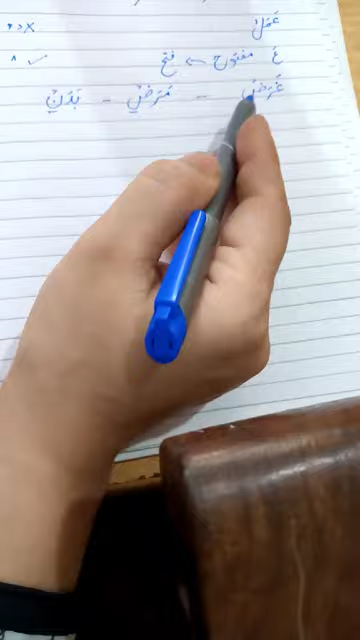 عَمَلٌ
عَ مفتوح ← فتح
غَرَضٌ - مَرَضٌ - بَدَنٌ